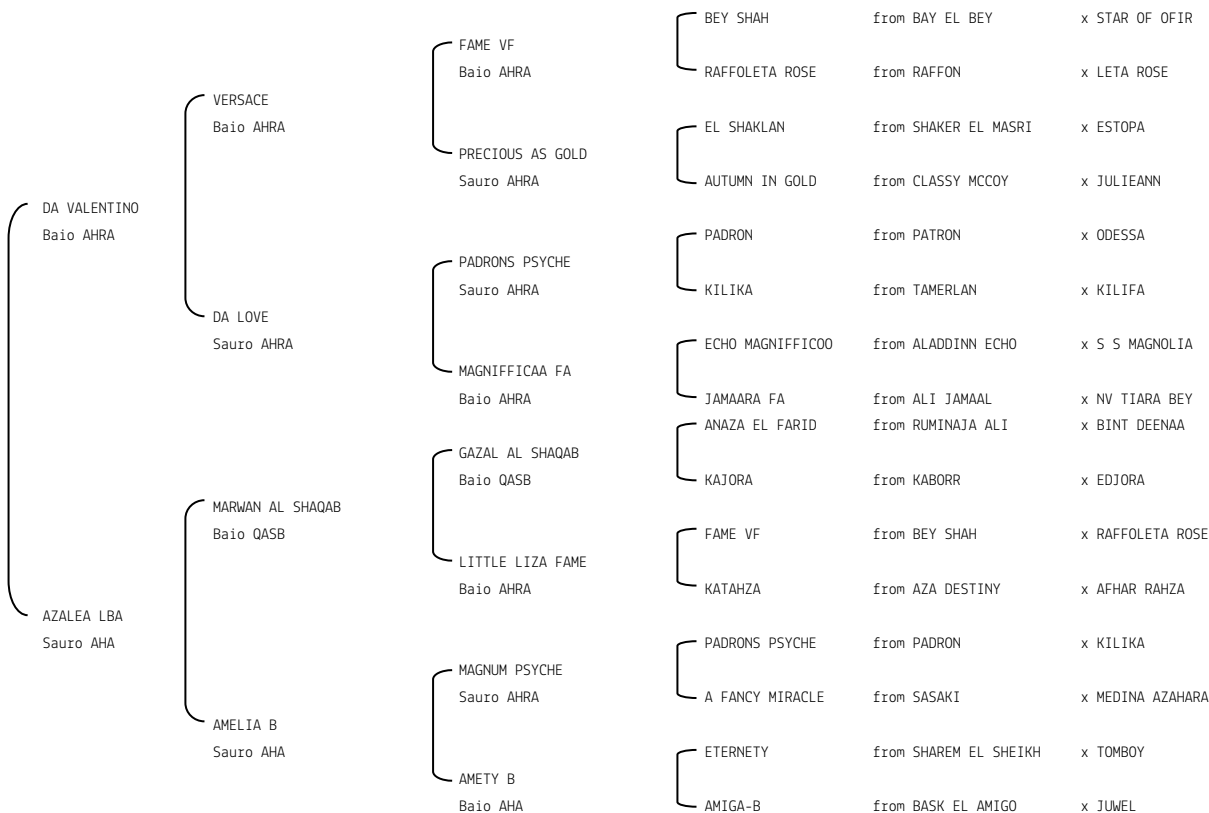 BEY SHAH from BAY EL BEY x STAR OF OFIR
FAME VF
Baio AHRA
RAFFOLETA ROSE from RAFFON x LETA ROSE
VERSACE
Baio AHRA
EL SHAKLAN from SHAKER EL MASRI x ESTOPA
PRECIOUS AS GOLD
Sauro AHRA
AUTUMN IN GOLD from CLASSY MCCOY x JULIEANN
DA VALENTINO
Baio AHRA
PADRON from PATRON x ODESSA
PADRONS PSYCHE
Sauro AHRA
KILIKA from TAMERLAN x KILIFA
DA LOVE
Sauro AHRA
ECHO MAGNIFFICOO from ALADDINN ECHO x S S MAGNOLIA
MAGNIFFICAA FA
Baio AHRA
JAMAARA FA from ALI JAMAAL x NV TIARA BEY
ANAZA EL FARID from RUMINAJA ALI x BINT DEENAA
GAZAL AL SHAQAB
Baio QASB
KAJORA from KABORR x EDJORA
MARWAN AL SHAQAB
Baio QASB
FAME VF from BEY SHAH x RAFFOLETA ROSE
LITTLE LIZA FAME
Baio AHRA
KATAHZA from AZA DESTINY x AFHAR RAHZA
AZALEA LBA
Sauro AHA
PADRONS PSYCHE from PADRON x KILIKA
MAGNUM PSYCHE
Sauro AHRA
A FANCY MIRACLE from SASAKI x MEDINA AZAHARA
AMELIA B
Sauro AHA
ETERNETY from SHAREM EL SHEIKH x TOMBOY
AMETY B
Baio AHA
AMIGA-B from BASK EL AMIGO x JUWEL